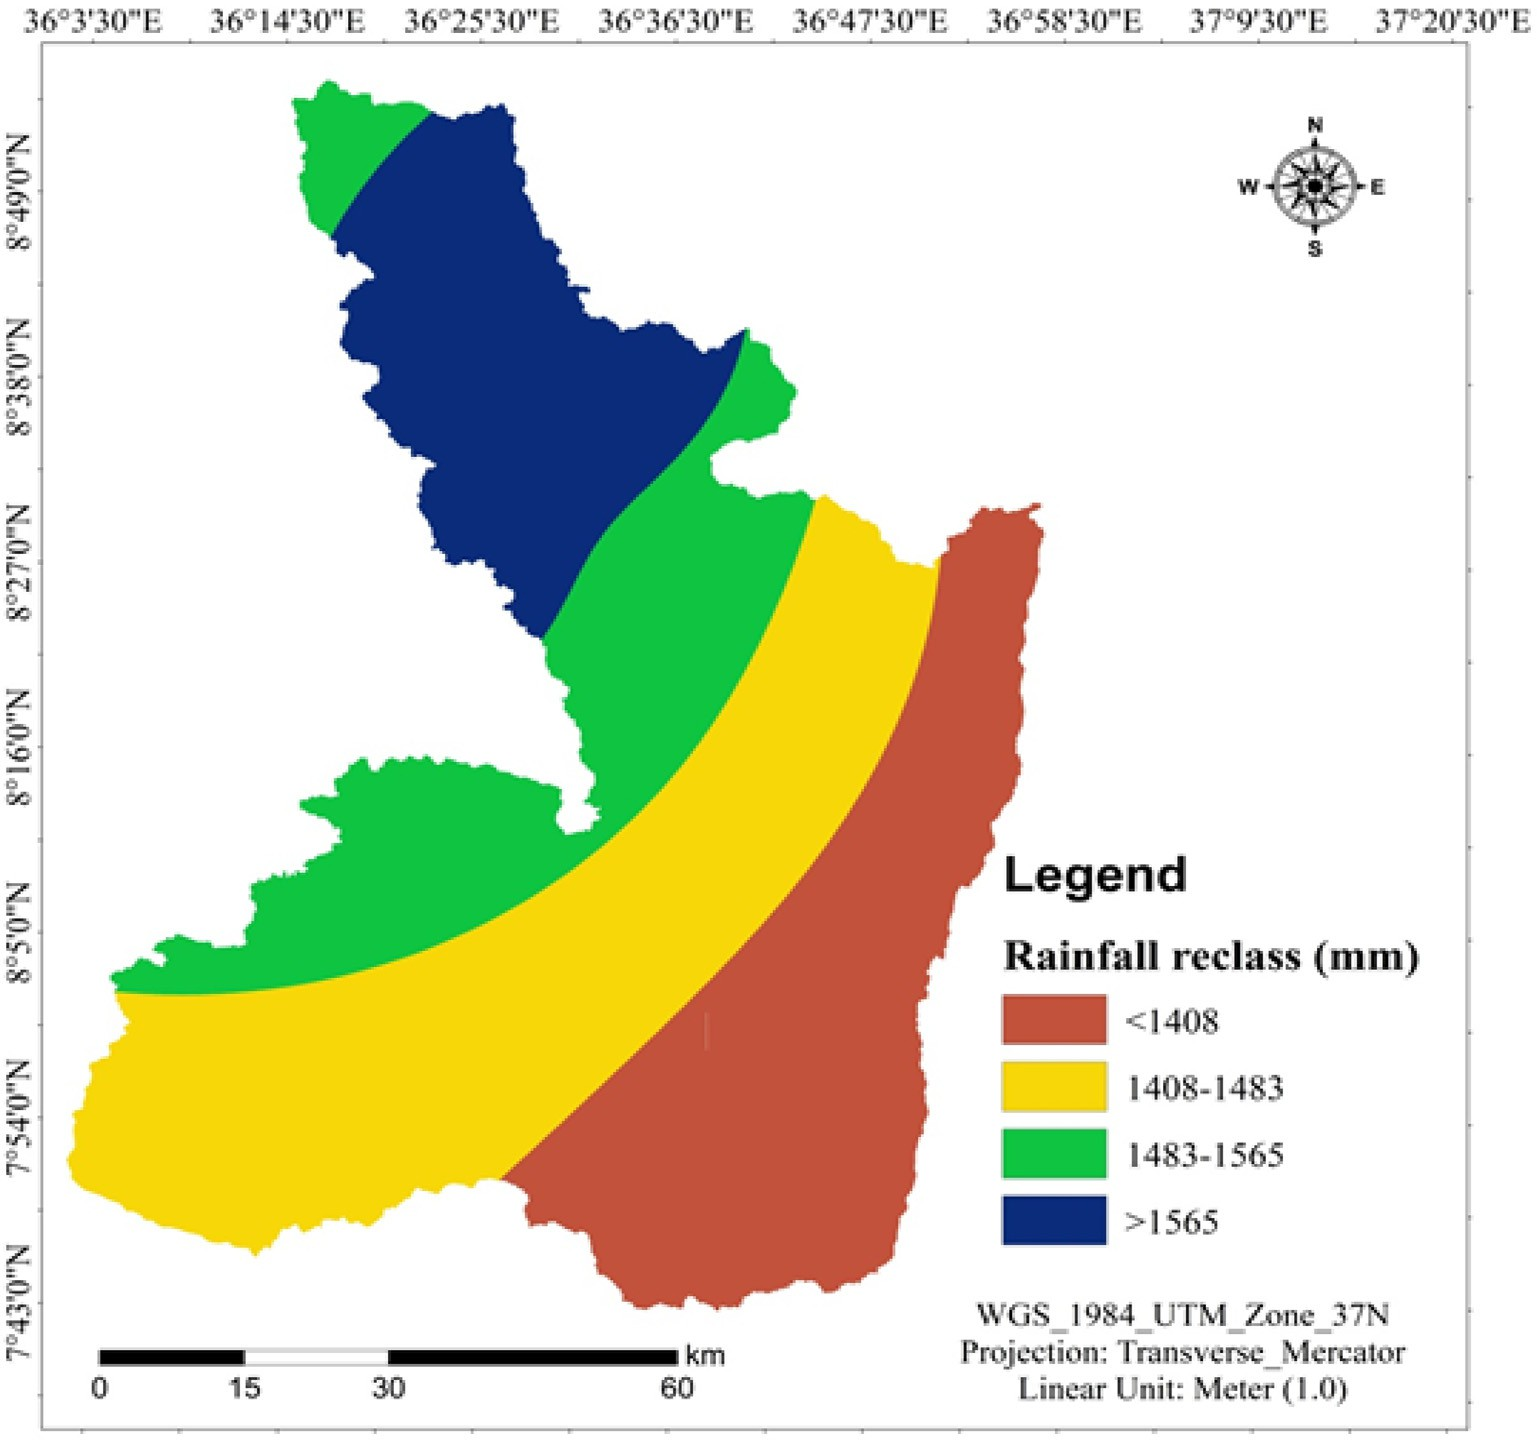 36°3'30"E 36°14'30"E 36°25'30"E 36°36'30"E 36°47'30"E 36°58'30"E 37°9'30"E 37°20'30"E
8°49'0"N
8°38'0"N
8°27'0"N
8°16'0"N
8°5'0"N
7°54'0"N
7°43'0"N
N
W E
S
Legend
Rainfall reclass (mm)
<1408
1408-1483
1483-1565
>1565
WGS_1984_UTM_Zone_37N
Projection: Transverse_Mercator
Linear Unit: Meter (1.0)
km
0 15 30 60